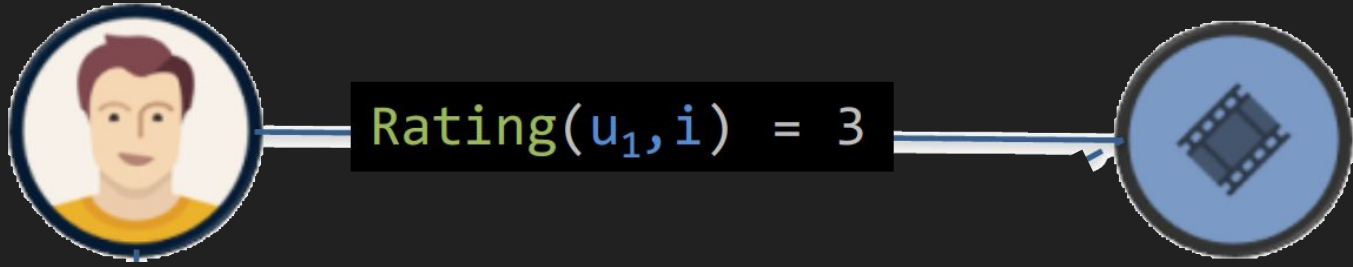 Rating(u₁,i) = 3